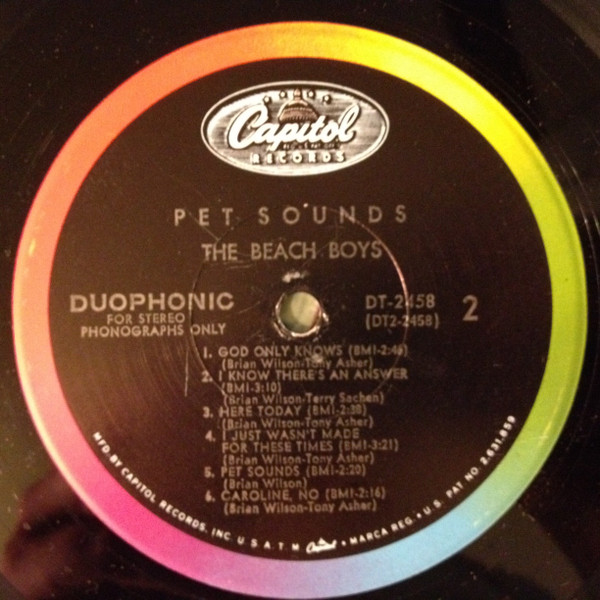 Capitol
RECORDS
PET SOUNDS
THE BEACH BOYS
DUOPHONIC
FOR STEREO
PHONOGRAPHS ONLY
DT-2458
(DT2-2458)
2
1. GOD ONLY KNOWS (BMI-2:46)
(Brian Wilson-Tony Asher)
2. I KNOW THERE'S AN ANSWER
(BMI-3:10)
(Brian Wilson-Terry Sachen)
3. HERE TODAY (BMI-2:38)
(Brian Wilson-Tony Asher)
4. I JUST WASN'T MADE
FOR THESE TIMES (BMI-3:21)
(Brian Wilson-Tony Asher)
5. PET SOUNDS (BMI-2:20)
(Brian Wilson)
6. CAROLINE, NO (BMI-2:16)
(Brian Wilson-Tony Asher)
MFD. BY CAPITOL RECORDS, INC. U.S.A. T.M. Capitol • MARCA REG. • U.S. PAT. NO. 2,631,859